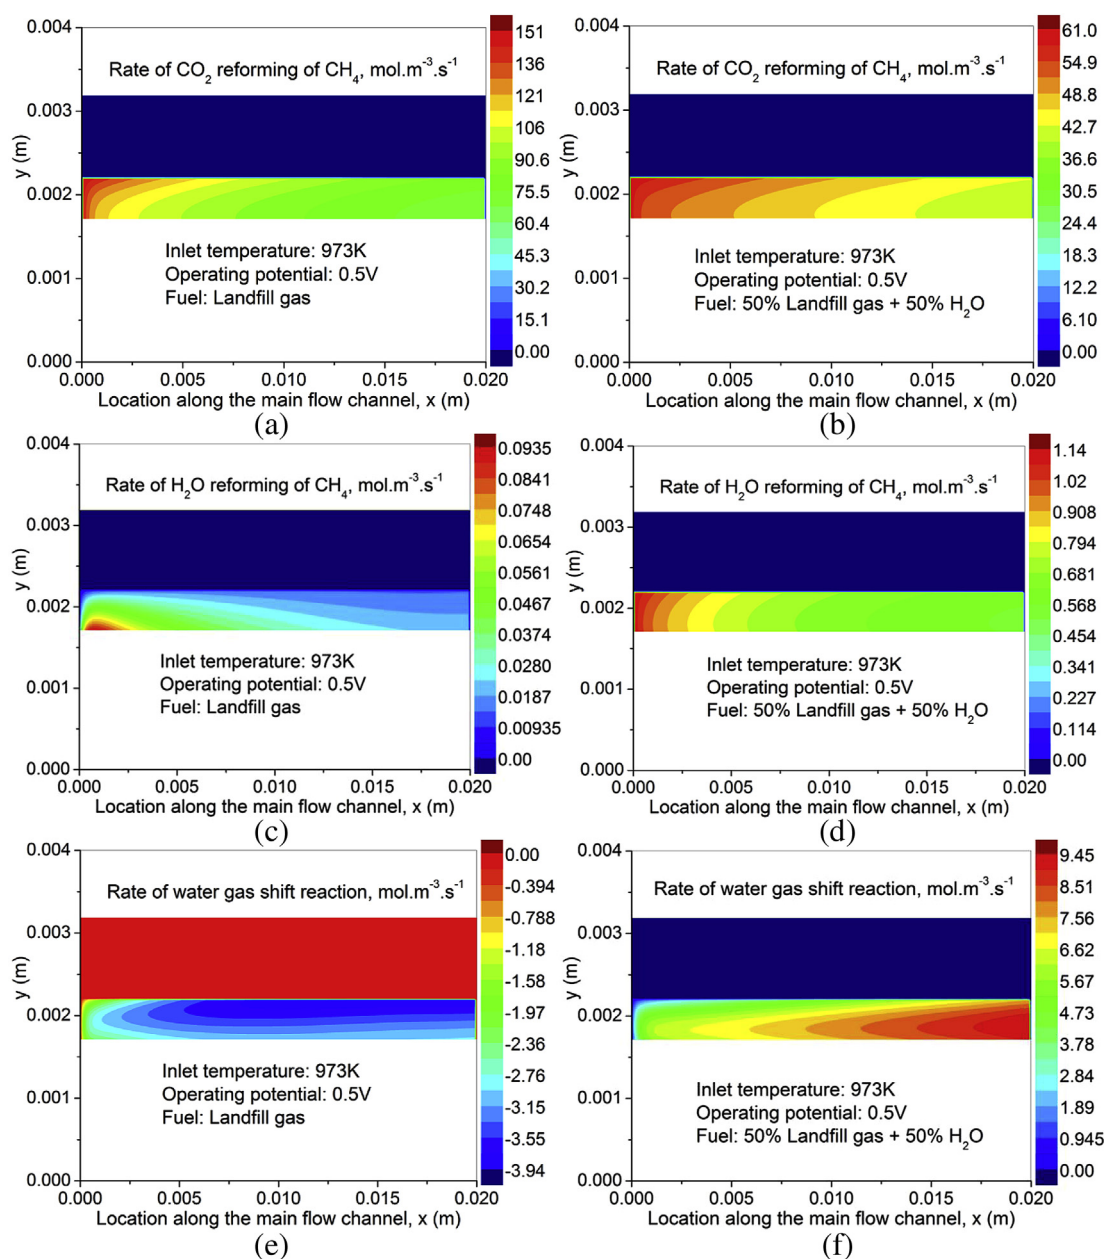 0.004
0.003
0.002
0.001
0.000
y (m)
Rate of CO₂ reforming of CH₄, mol.m⁻³.s⁻¹
Inlet temperature: 973K
Operating potential: 0.5V
Fuel: Landfill gas
0.000 0.005 0.010 0.015 0.020
Location along the main flow channel, x (m)
151
136
121
106
90.6
75.5
60.4
45.3
30.2
15.1
0.00
(a)
0.004
0.003
0.002
0.001
0.000
y (m)
Rate of CO₂ reforming of CH₄, mol.m⁻³.s⁻¹
Inlet temperature: 973K
Operating potential: 0.5V
Fuel: 50% Landfill gas + 50% H₂O
0.000 0.005 0.010 0.015 0.020
Location along the main flow channel, x (m)
61.0
54.9
48.8
42.7
36.6
30.5
24.4
18.3
12.2
6.10
0.00
(b)
0.004
0.003
0.002
0.001
0.000
y (m)
Rate of H₂O reforming of CH₄, mol.m⁻³.s⁻¹
Inlet temperature: 973K
Operating potential: 0.5V
Fuel: Landfill gas
0.000 0.005 0.010 0.015 0.020
Location along the main flow channel, x (m)
0.0935
0.0841
0.0748
0.0654
0.0561
0.0467
0.0374
0.0280
0.0187
0.00935
0.00
(c)
0.004
0.003
0.002
0.001
0.000
y (m)
Rate of H₂O reforming of CH₄, mol.m⁻³.s⁻¹
Inlet temperature: 973K
Operating potential: 0.5V
Fuel: 50% Landfill gas + 50% H₂O
0.000 0.005 0.010 0.015 0.020
Location along the main flow channel, x (m)
1.14
1.02
0.908
0.794
0.681
0.568
0.454
0.341
0.227
0.114
0.00
(d)
0.004
0.003
0.002
0.001
0.000
y (m)
Rate of water gas shift reaction, mol.m⁻³.s⁻¹
Inlet temperature: 973K
Operating potential: 0.5V
Fuel: Landfill gas
0.000 0.005 0.010 0.015 0.020
Location along the main flow channel, x (m)
0.00
-0.394
-0.788
-1.18
-1.58
-1.97
-2.36
-2.76
-3.15
-3.55
-3.94
(e)
0.004
0.003
0.002
0.001
0.000
y (m)
Rate of water gas shift reaction, mol.m⁻³.s⁻¹
Inlet temperature: 973K
Operating potential: 0.5V
Fuel: 50% Landfill gas + 50% H₂O
0.000 0.005 0.010 0.015 0.020
Location along the main flow channel, x (m)
9.45
8.51
7.56
6.62
5.67
4.73
3.78
2.84
1.89
0.945
0.00
(f)